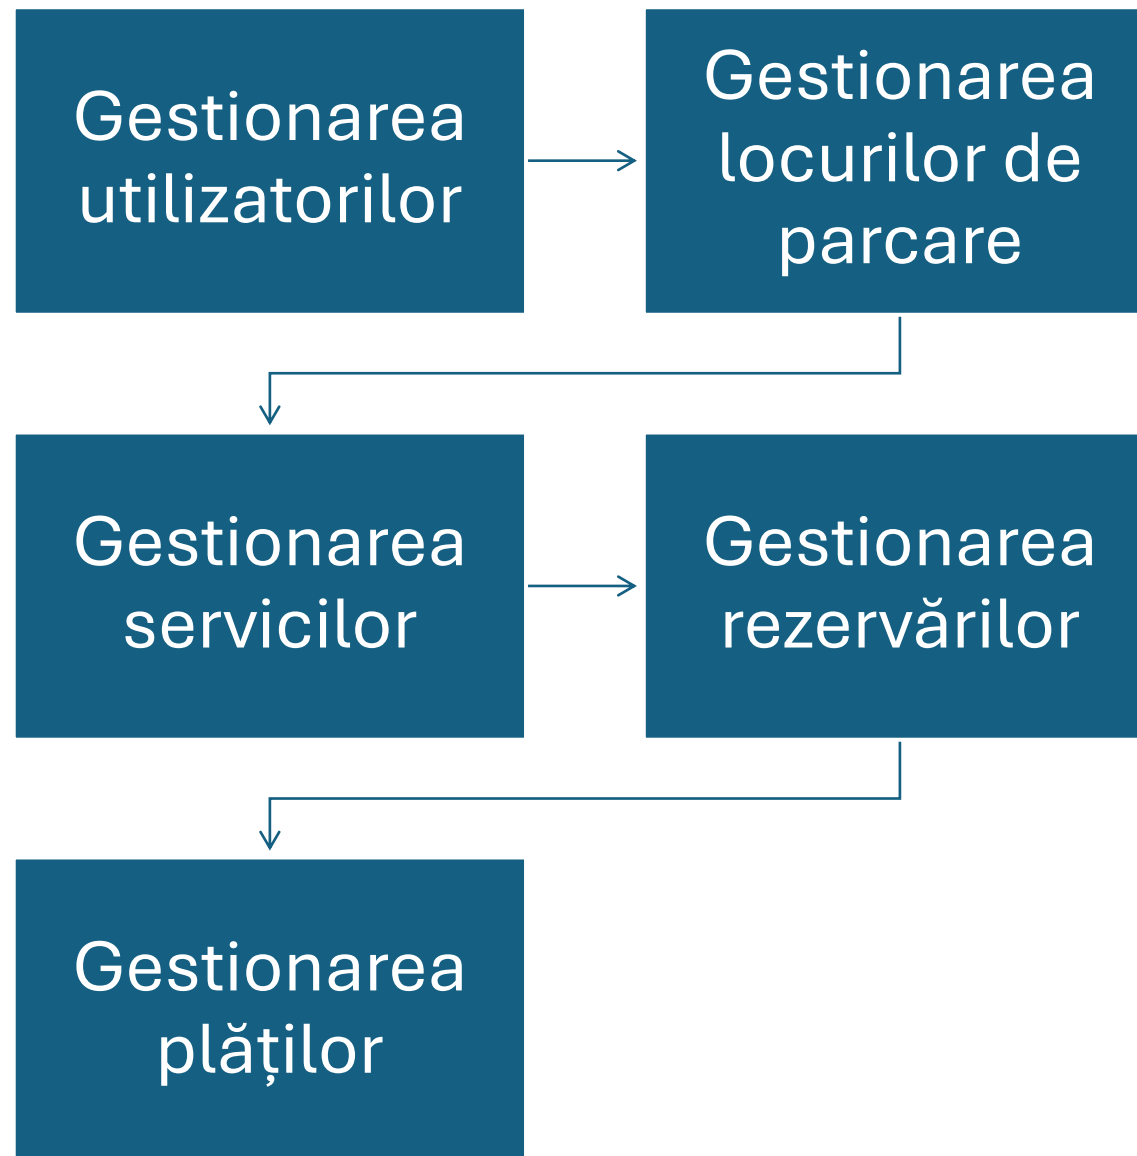 Gestionarea
utilizatorilor
Gestionarea
locurilor de
parcare
Gestionarea
servicilor
Gestionarea
rezervărilor
Gestionarea
plăților